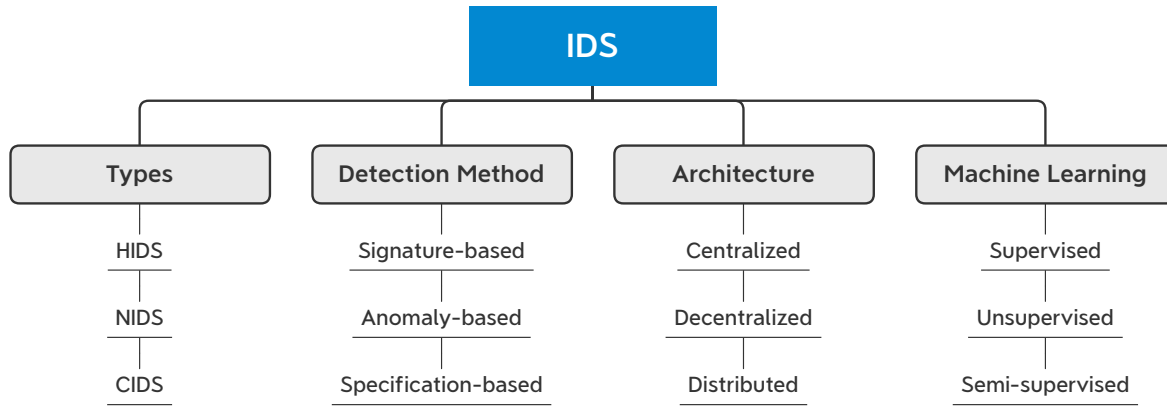 IDS
Types
Detection Method
Architecture
Machine Learning
HIDS
Signature-based
Centralized
Supervised
NIDS
Anomaly-based
Decentralized
Unsupervised
CIDS
Specification-based
Distributed
Semi-supervised